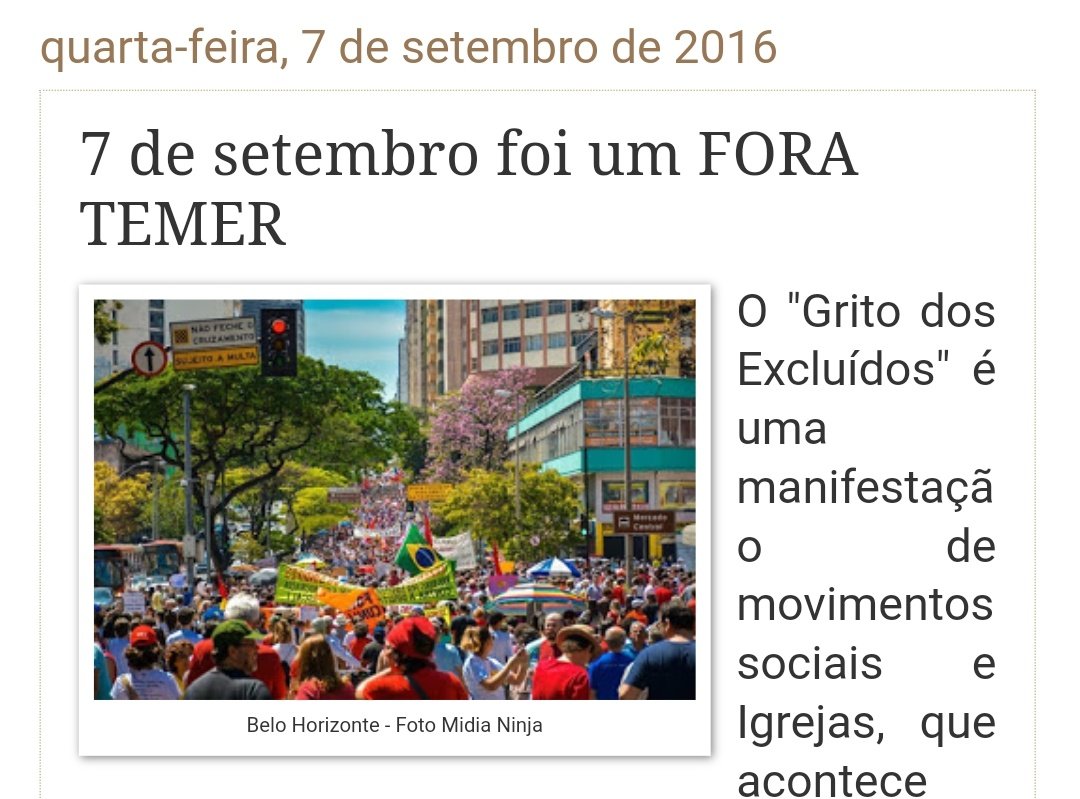 quarta-feira, 7 de setembro de 2016
7 de setembro foi um FORA
TEMER
NÃO FECHE O
CRUZAMENTO
SUJEITO A MULTA
Mercado
Central
Belo Horizonte - Foto Midia Ninja
O "Grito dos
Excluídos" é
uma
manifestaçã
o de
movimentos
sociais e
Igrejas, que
acontece